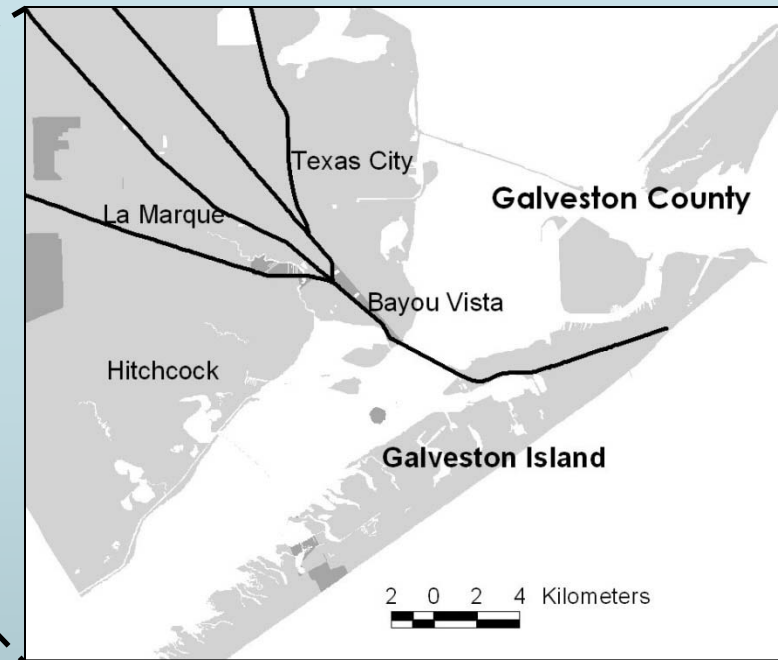 Texas City
Galveston County
La Marque
Bayou Vista
Hitchcock
Galveston Island
2 0 2 4 Kilometers